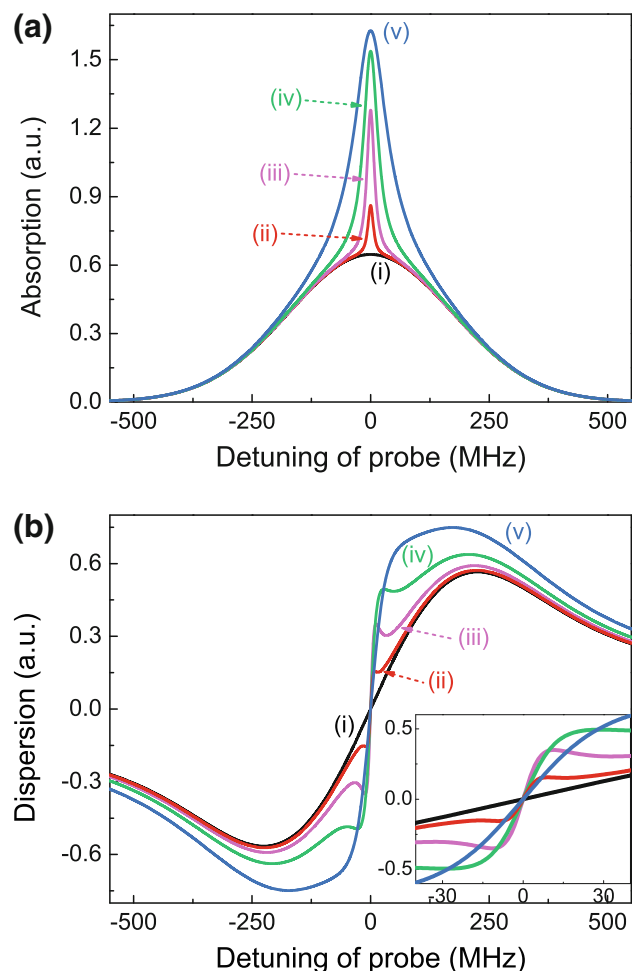 (a)
Absorption (a.u.)
1.5
1.2
0.9
0.6
0.3
0.0
(v)
(iv)
(iii)
(ii)
(i)
-500 -250 0 250 500
Detuning of probe (MHz)
(b)
Dispersion (a.u.)
0.6
0.3
0.0
-0.3
-0.6
(v)
(iv)
(iii)
(ii)
(i)
0.5
0.0
-0.5
-30 0 30
-500 -250 0 250 500
Detuning of probe (MHz)